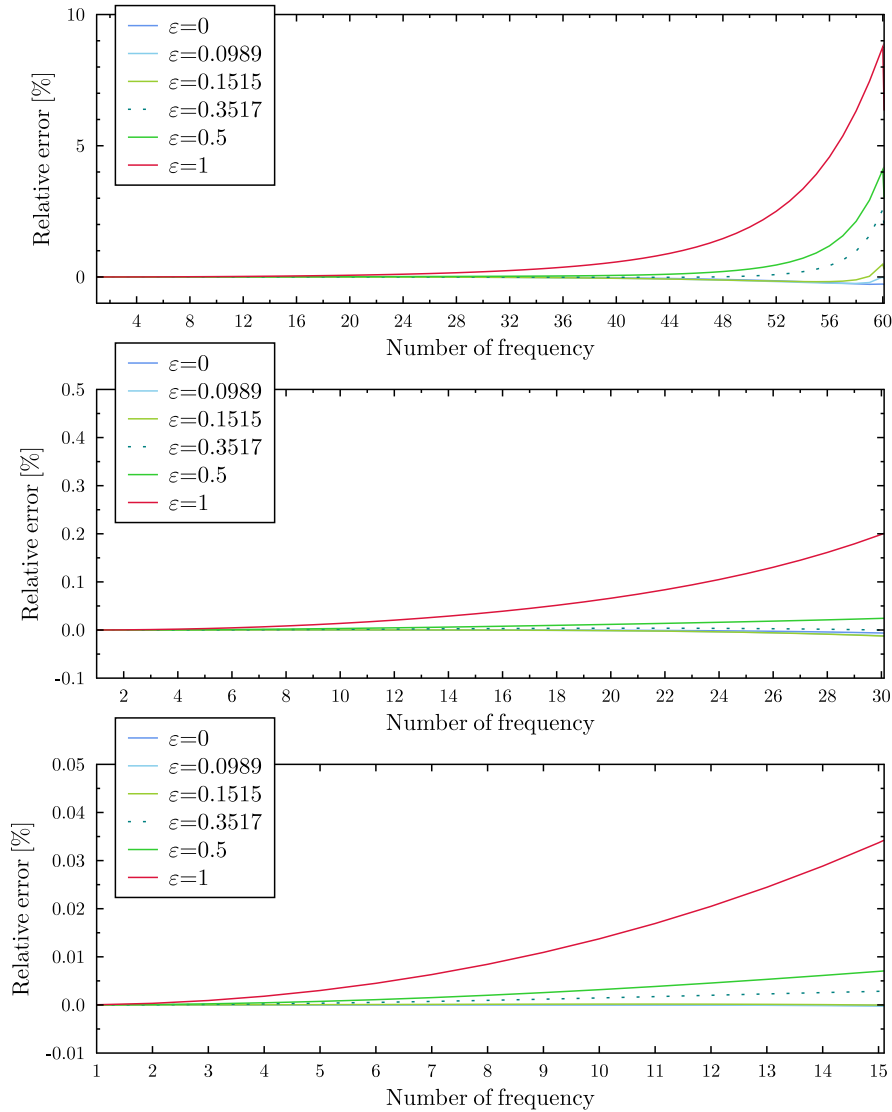 10
5
0
Relative error [%]
ε=0
ε=0.0989
ε=0.1515
ε=0.3517
ε=0.5
ε=1
4 8 12 16 20 24 28 32 36 40 44 48 52 56 60
Number of frequency
0.5
0.4
0.3
0.2
0.1
0.0
-0.1
Relative error [%]
ε=0
ε=0.0989
ε=0.1515
ε=0.3517
ε=0.5
ε=1
2 4 6 8 10 12 14 16 18 20 22 24 26 28 30
Number of frequency
0.05
0.04
0.03
0.02
0.01
0.0
-0.01
Relative error [%]
ε=0
ε=0.0989
ε=0.1515
ε=0.3517
ε=0.5
ε=1
1 2 3 4 5 6 7 8 9 10 11 12 13 14 15
Number of frequency